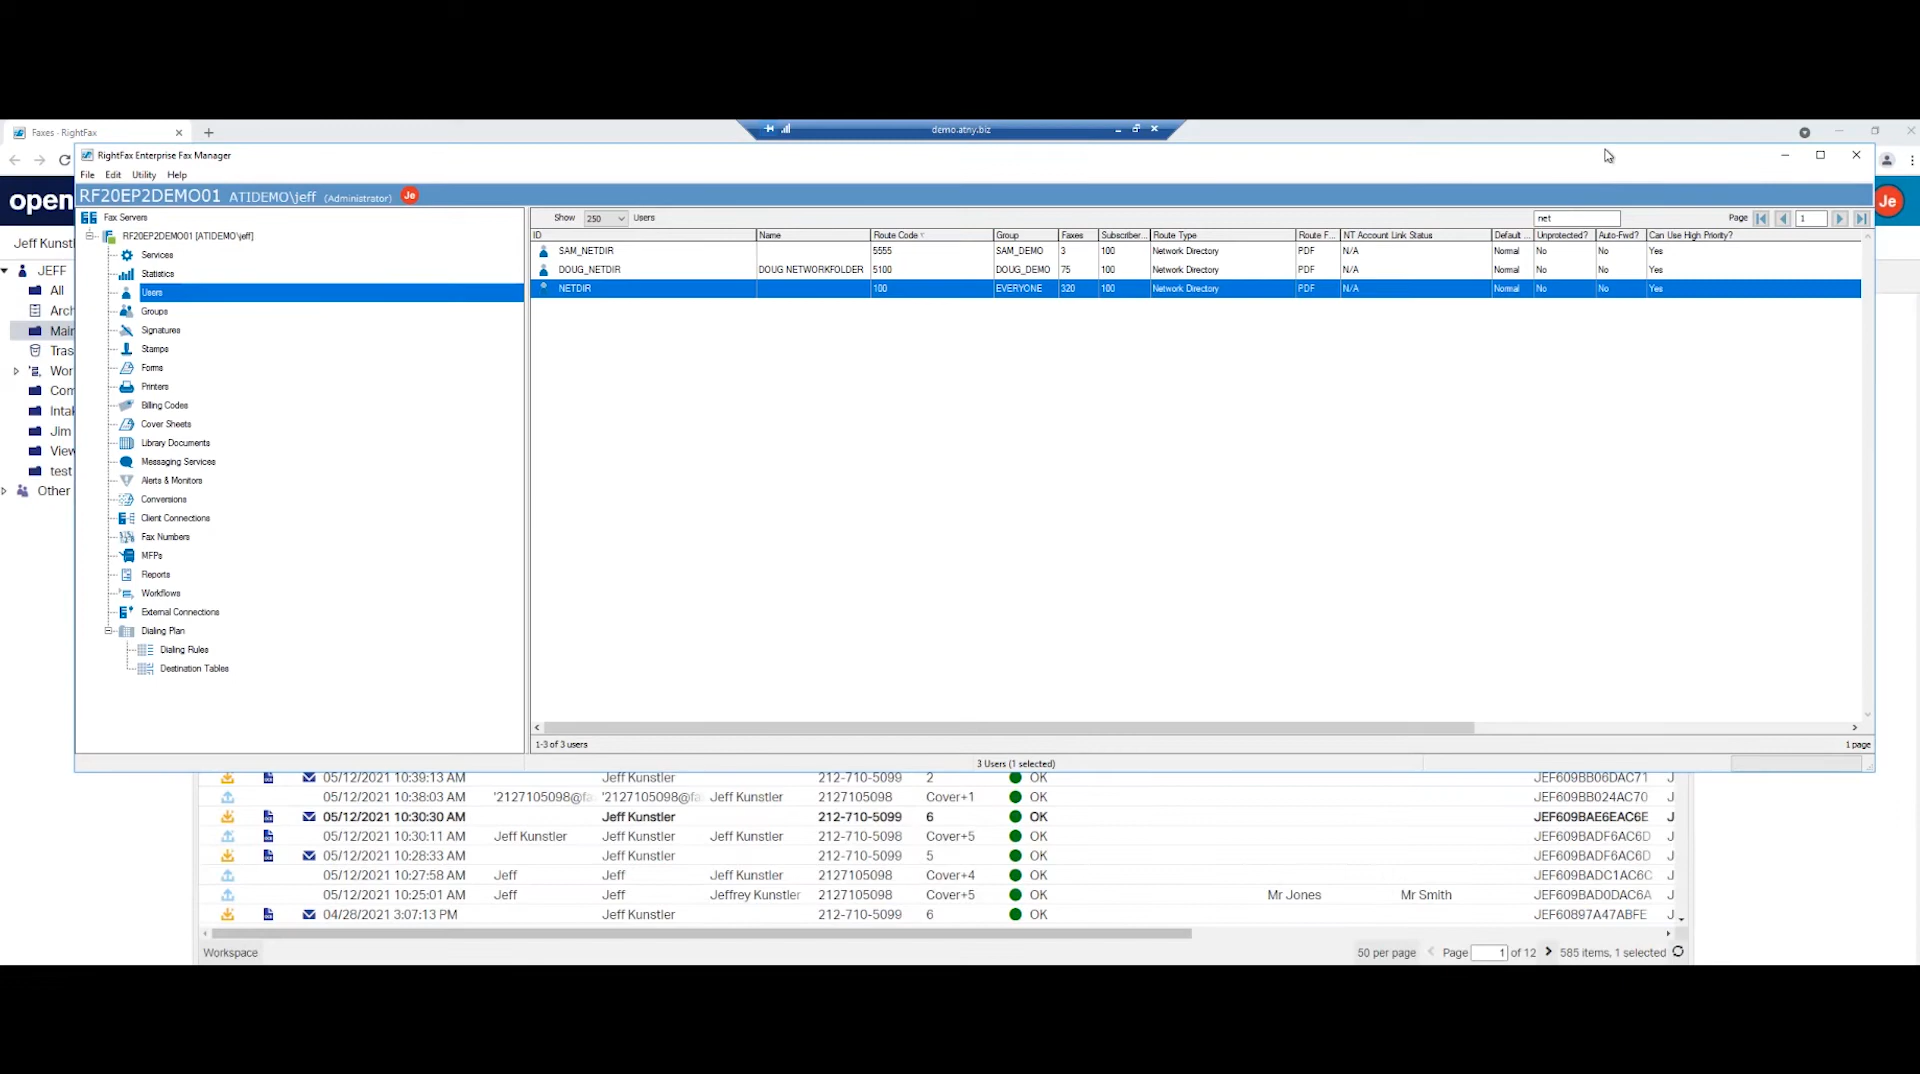 Faxes - RightFax
demo.atny.biz
RightFax Enterprise Fax Manager
File Edit Utility Help
open
RF20EP2DEMO01 ATIDEMO\jeff (Administrator) Je
Je
Jeff Kunst
JEFF
All
Arch
Main
Tras
Wor
Com
Intal
Jim
View
test
Other
Fax Servers
RF20EP2DEMO01 [ATIDEMO\jeff]
Services
Statistics
Users
Groups
Signatures
Stamps
Forms
Printers
Billing Codes
Cover Sheets
Library Documents
Messaging Services
Alerts & Monitors
Conversions
Client Connections
Fax Numbers
MFPs
Reports
Workflows
External Connections
Dialing Plan
Dialing Rules
Destination Tables
Show 250 Users net Page 1
ID Name Route Code Group Faxes Subscriber... Route Type Route F... NT Account Link Status Default ... Unprotected? Auto-Fwd? Can Use High Priority?
SAM_NETDIR 5555 SAM_DEMO 3 100 Network Directory PDF N/A Normal No No Yes
DOUG_NETDIR DOUG NETWORKFOLDER 5100 DOUG_DEMO 75 100 Network Directory PDF N/A Normal No No Yes
NETDIR 100 EVERYONE 320 100 Network Directory PDF N/A Normal No No Yes
1-3 of 3 users 1 page
3 Users (1 selected)
05/12/2021 10:39:13 AM Jeff Kunstler 212-710-5099 2 OK JEF609BB06DAC71 J
05/12/2021 10:38:03 AM '2127105098@fa '2127105098@fa Jeff Kunstler 2127105098 Cover+1 OK JEF609BB024AC70 J
05/12/2021 10:30:30 AM Jeff Kunstler 212-710-5099 6 OK JEF609BAE6EAC6E J
05/12/2021 10:30:11 AM Jeff Kunstler Jeff Kunstler Jeff Kunstler 212-710-5098 Cover+5 OK JEF609BADF6AC6D J
05/12/2021 10:28:33 AM Jeff Kunstler 212-710-5099 5 OK JEF609BADF6AC6D J
05/12/2021 10:27:58 AM Jeff Jeff Jeff Kunstler 2127105098 Cover+4 OK JEF609BADC1AC6C J
05/12/2021 10:25:01 AM Jeff Jeff Jeffrey Kunstler 2127105098 Cover+5 OK Mr Jones Mr Smith JEF609BAD0DAC6A J
04/28/2021 3:07:13 PM Jeff Kunstler 212-710-5099 6 OK JEF60897A47ABFE J
Workspace 50 per page Page 1 of 12 585 items, 1 selected